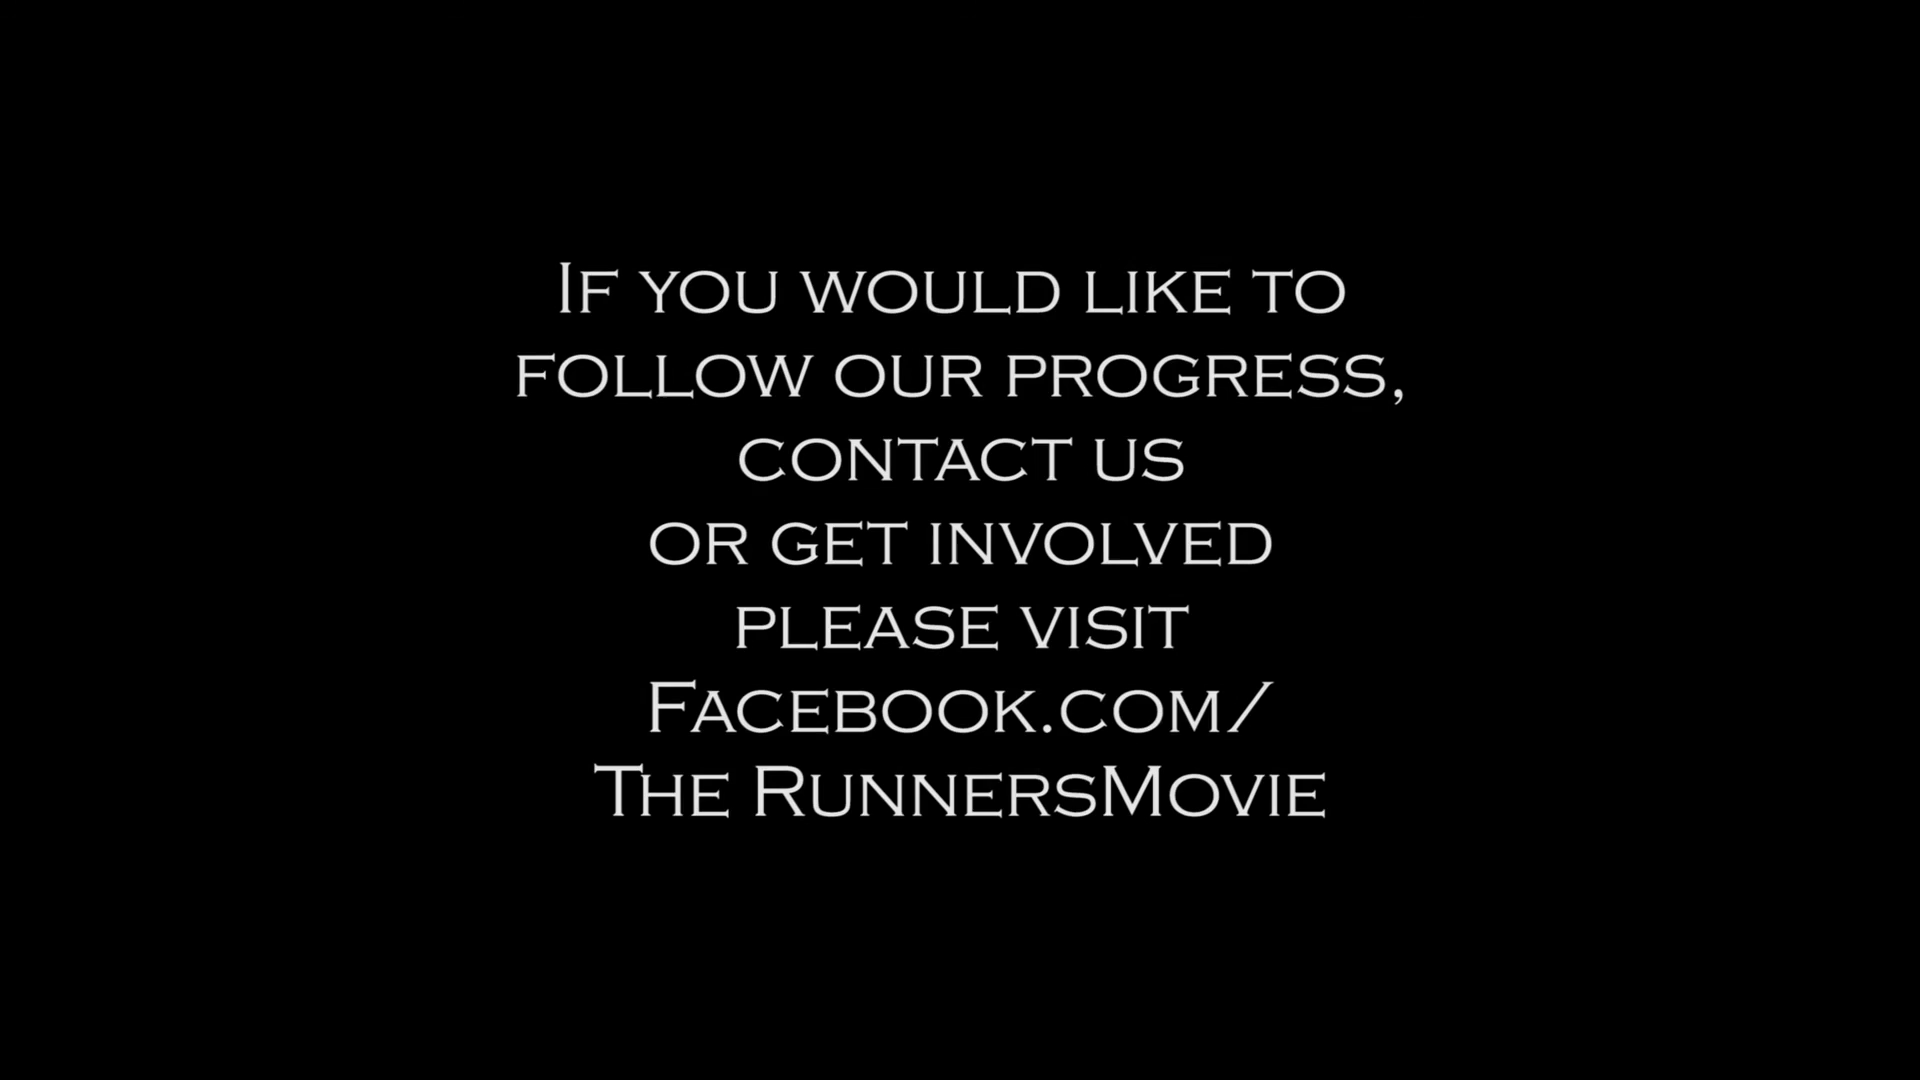 If you would like to
follow our progress,
contact us
or get involved
please visit
Facebook.com/
The RunnersMovie